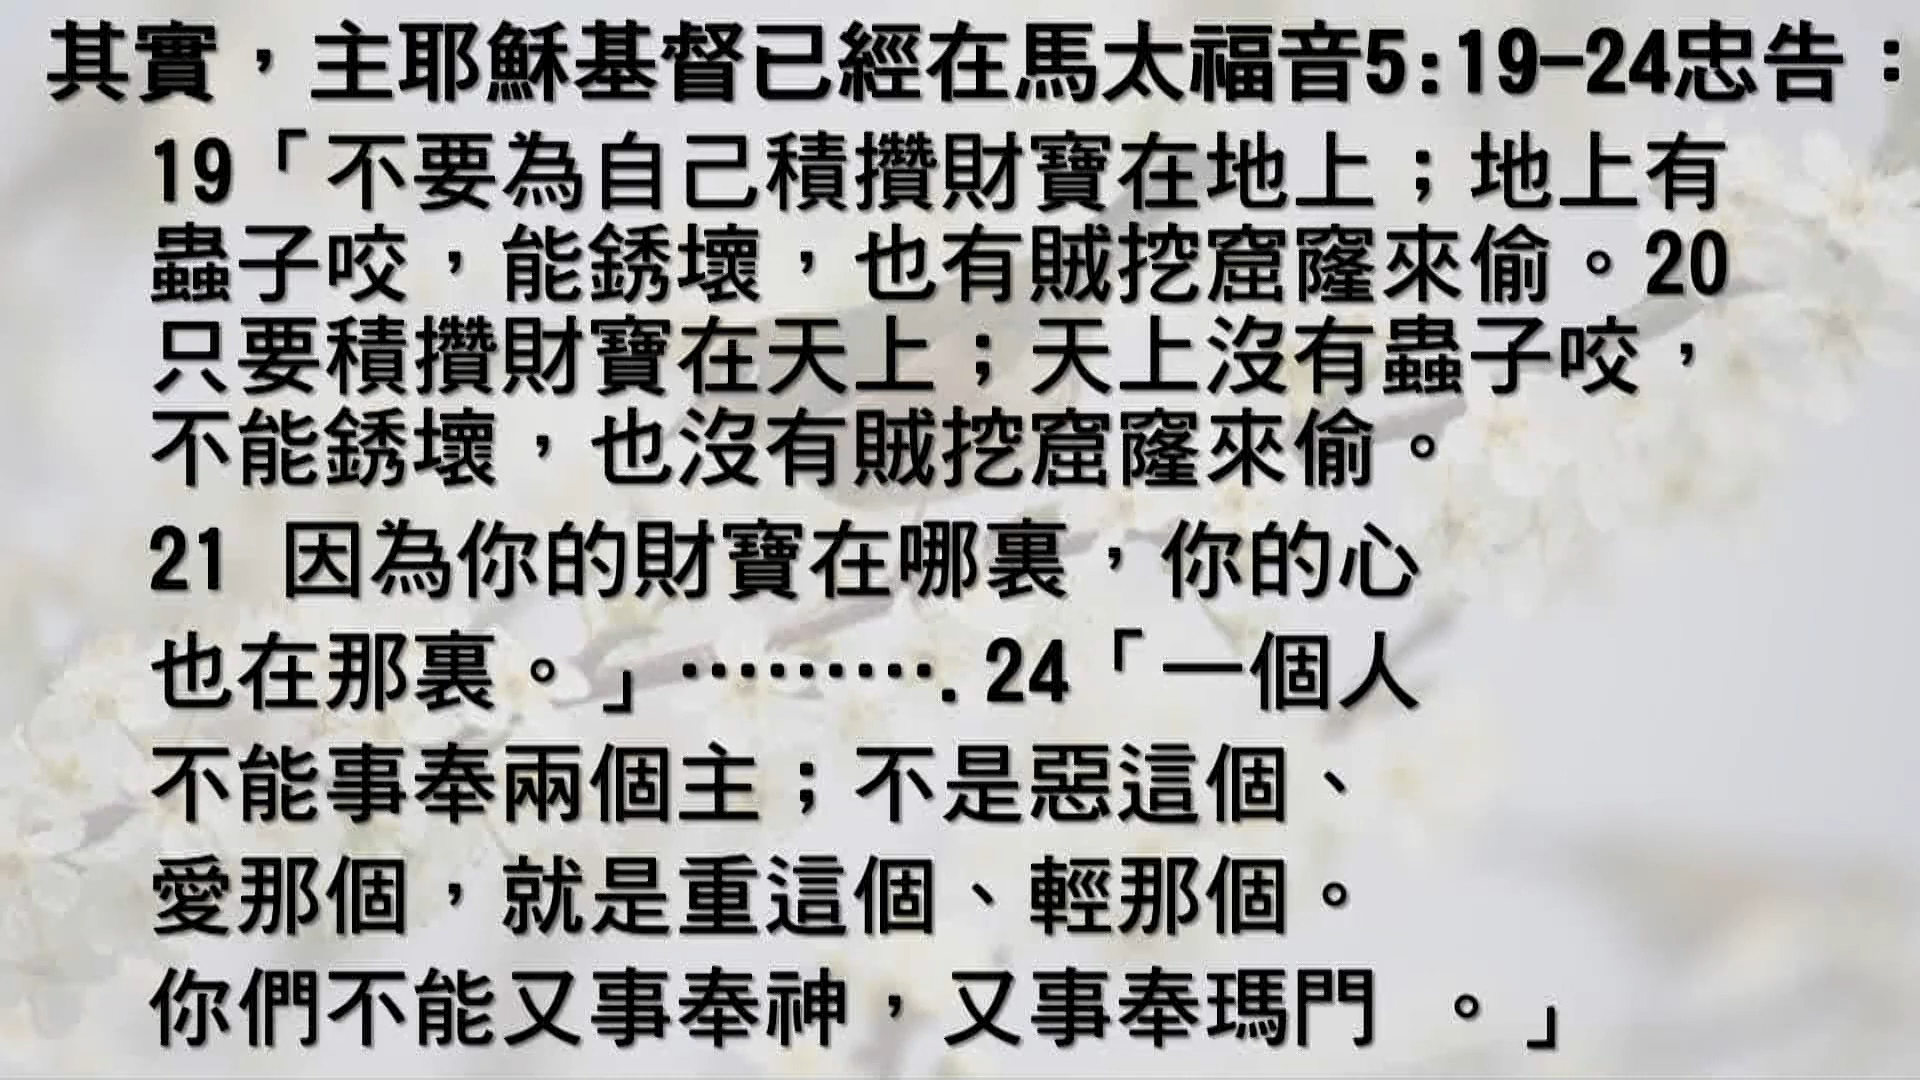 其實，主耶穌基督已經在馬太福音5:19-24忠告：
19「不要為自己積攢財寶在地上；地上有
蟲子咬，能銹壞，也有賊挖窟窿來偷。20
只要積攢財寶在天上；天上沒有蟲子咬，
不能銹壞，也沒有賊挖窟窿來偷。
21 因為你的財寶在哪裏，你的心
也在那裏。」⋯⋯⋯.24「一個人
不能事奉兩個主；不是惡這個、
愛那個，就是重這個、輕那個。
你們不能又事奉神，又事奉瑪門 。」